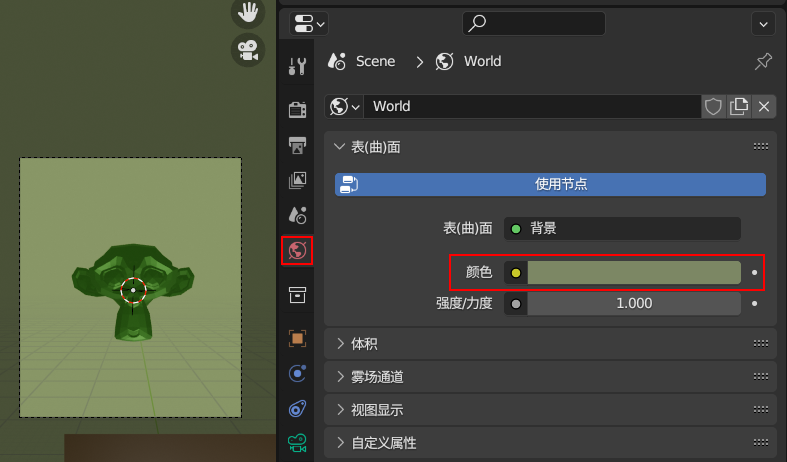 Scene > World
World
表(曲)面
使用节点
表(曲)面 背景
颜色
强度/力度 1.000
体积
雾场通道
视图显示
自定义属性